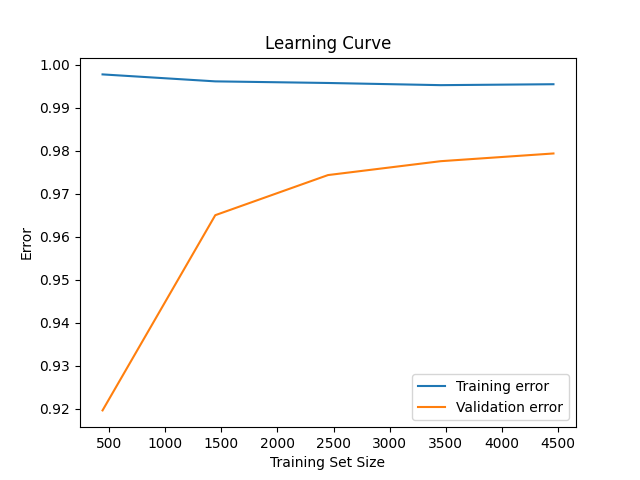 Learning Curve
1.00
0.99
0.98
0.97
0.96
0.95
0.94
0.93
0.92
Error
Training error
Validation error
500 1000 1500 2000 2500 3000 3500 4000 4500
Training Set Size